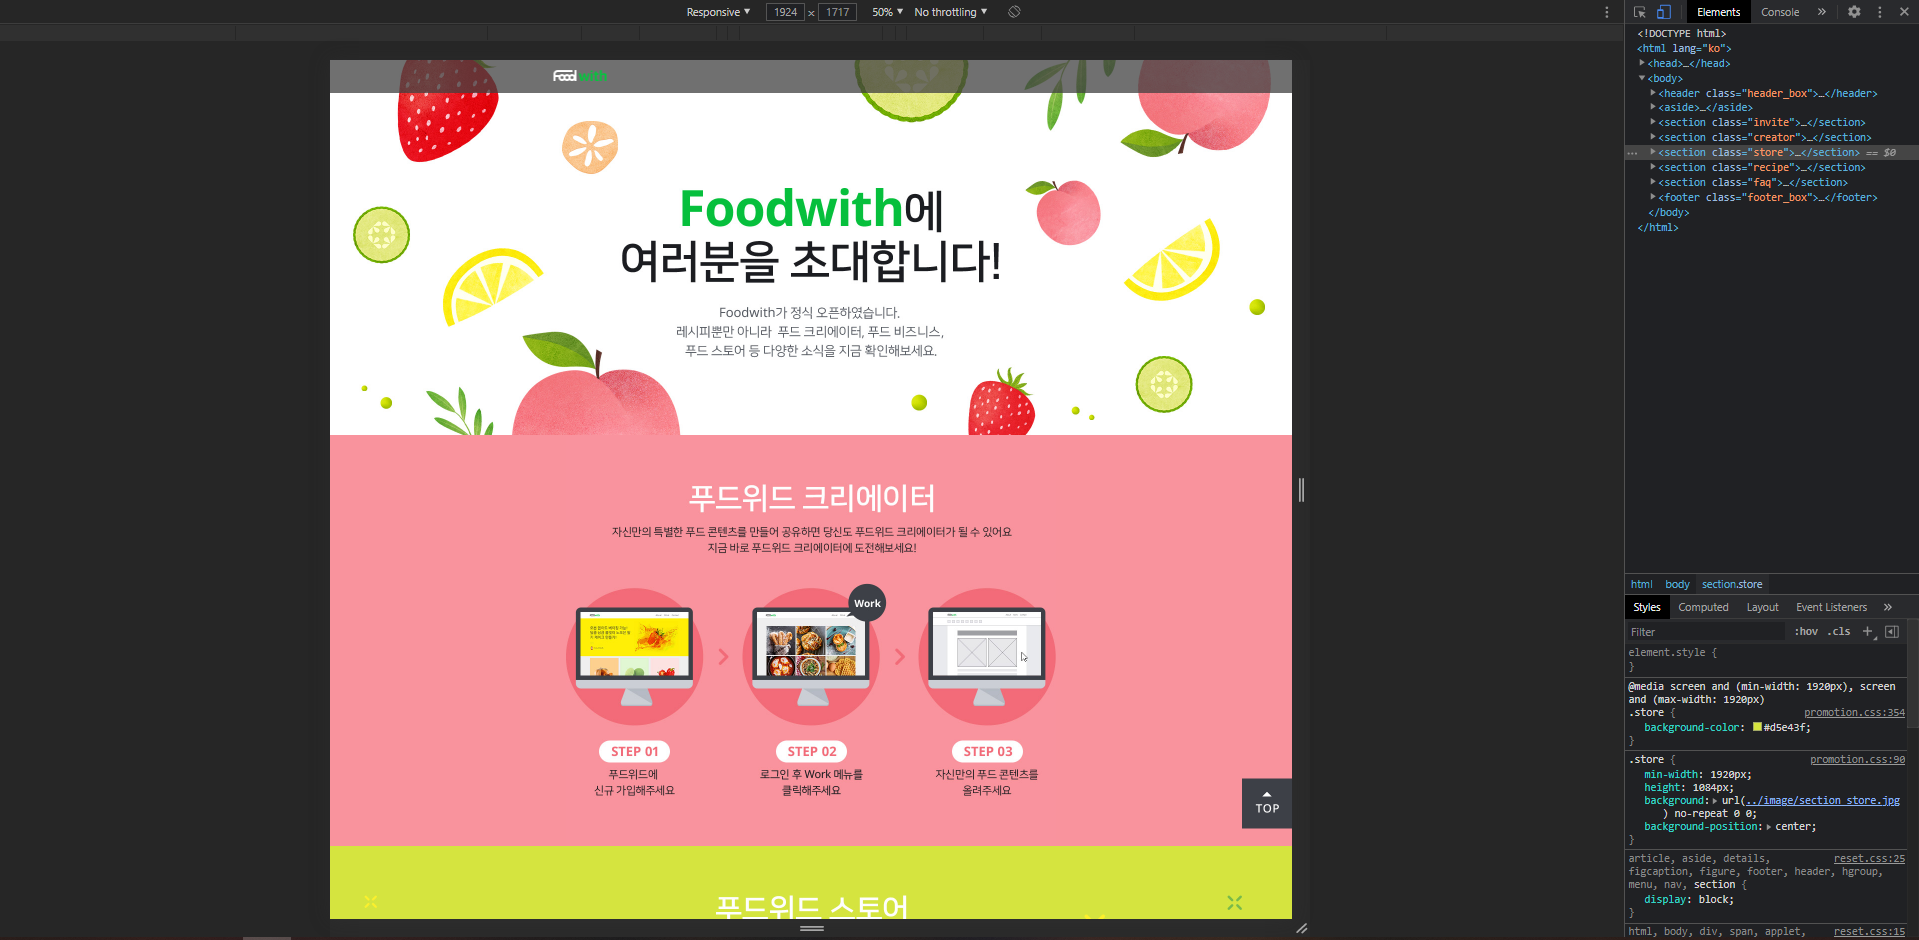 Responsive ▼ 1924 × 1717 50% ▼ No throttling ▼
Elements Console »
<!DOCTYPE html>
<html lang="ko">
▶<head>…</head>
▼<body>
▶<header class="header_box">…</header>
▶<aside>…</aside>
▶<section class="invite">…</section>
▶<section class="creator">…</section>
… ▶<section class="store">…</section> == $0
▶<section class="recipe">…</section>
▶<section class="faq">…</section>
▶<footer class="footer_box">…</footer>
</body>
</html>
Food with
Foodwith에
여러분을 초대합니다!
Foodwith가 정식 오픈하였습니다.
레시피뿐만 아니라 푸드 크리에이터, 푸드 비즈니스,
푸드 스토어 등 다양한 소식을 지금 확인해보세요.
푸드위드 크리에이터
자신만의 특별한 푸드 콘텐츠를 만들어 공유하면 당신도 푸드위드 크리에이터가 될 수 있어요
지금 바로 푸드위드 크리에이터에 도전해보세요!
Work
STEP 01
푸드위드에
신규 가입해주세요
STEP 02
로그인 후 Work 메뉴를
클릭해주세요
STEP 03
자신만의 푸드 콘텐츠를
올려주세요
TOP
푸드위드 스토어
html body section.store
Styles Computed Layout Event Listeners »
Filter :hov .cls +
element.style {
}
@media screen and (min-width: 1920px), screen
and (max-width: 1920px)
.store { promotion.css:354
background-color: #d5e43f;
}
.store { promotion.css:90
min-width: 1920px;
height: 1084px;
background:▶ url(../image/section_store.jpg
) no-repeat 0 0;
background-position:▶ center;
}
article, aside, details, reset.css:25
figcaption, figure, footer, header, hgroup,
menu, nav, section {
display: block;
}
html, body, div, span, applet, reset.css:15